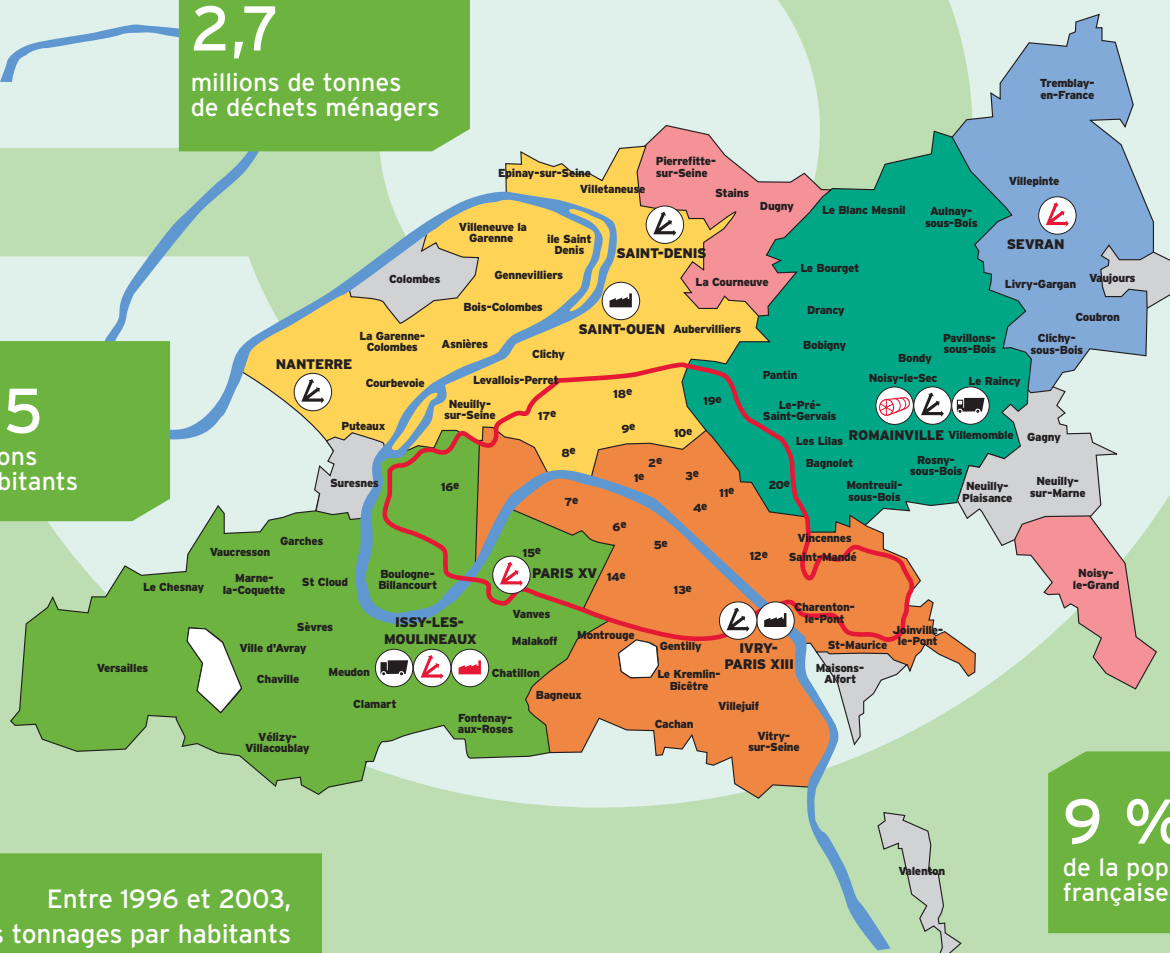 2,7
millions de tonnes
de déchets ménagers
Tremblay-
en-France
Pierrefitte-
sur-Seine
Epinay-sur-Seine
Villetaneuse
Stains
Dugny
Villepinte
Le Blanc Mesnil
Aulnay-
sous-Bois
Villeneuve la
Garenne
ile Saint
Denis
SAINT-DENIS
SEVRAN
Colombes
Gennevilliers
Le Bourget
La Courneuve
Livry-Gargan
Vaujours
Bois-Colombes
Drancy
Coubron
SAINT-OUEN
Aubervilliers
La Garenne-
Colombes
Asnières
Clichy
Bobigny
Bondy
Pavillons-
sous-Bois
Clichy-
sous-Bois
NANTERRE
Courbevoie
Levallois-Perret
Pantin
Noisy-le-Sec
Le Raincy
5
ons
bitants
Neuilly-
sur-Seine
17e
18e
19e
Le-Pré-
Saint-Gervais
Puteaux
9e
10e
Les Lilas
ROMAINVILLE
Villemomble
Gagny
8e
2e
Bagnolet
Rosny-
sous-Bois
Suresnes
16e
1e
3e
11e
20e
Montreuil-
sous-Bois
Neuilly-
Plaisance
Neuilly-
sur-Marne
7e
4e
6e
5e
Vincennes
Garches
Vaucresson
15e
12e
Saint-Mandé
Le Chesnay
Marne-
la-Coquette
St Cloud
Boulogne-
Billancourt
PARIS XV
14e
13e
Noisy-
le-Grand
Vanves
Charenton-
le-Pont
Sèvres
ISSY-LES-
MOULINEAUX
Malakoff
Montrouge
Gentilly
IVRY-
PARIS XIII
St-Maurice
Joinville-
le-Pont
Versailles
Ville d'Avray
Chaville
Meudon
Chatillon
Le Kremlin-
Bicêtre
Maisons-
Alfort
Clamart
Bagneux
Villejuif
Fontenay-
aux-Roses
Cachan
Vitry-
sur-Seine
Vélizy-
Villacoublay
9 %
de la pop
française
Valenton
Entre 1996 et 2003,
s tonnages par habitants